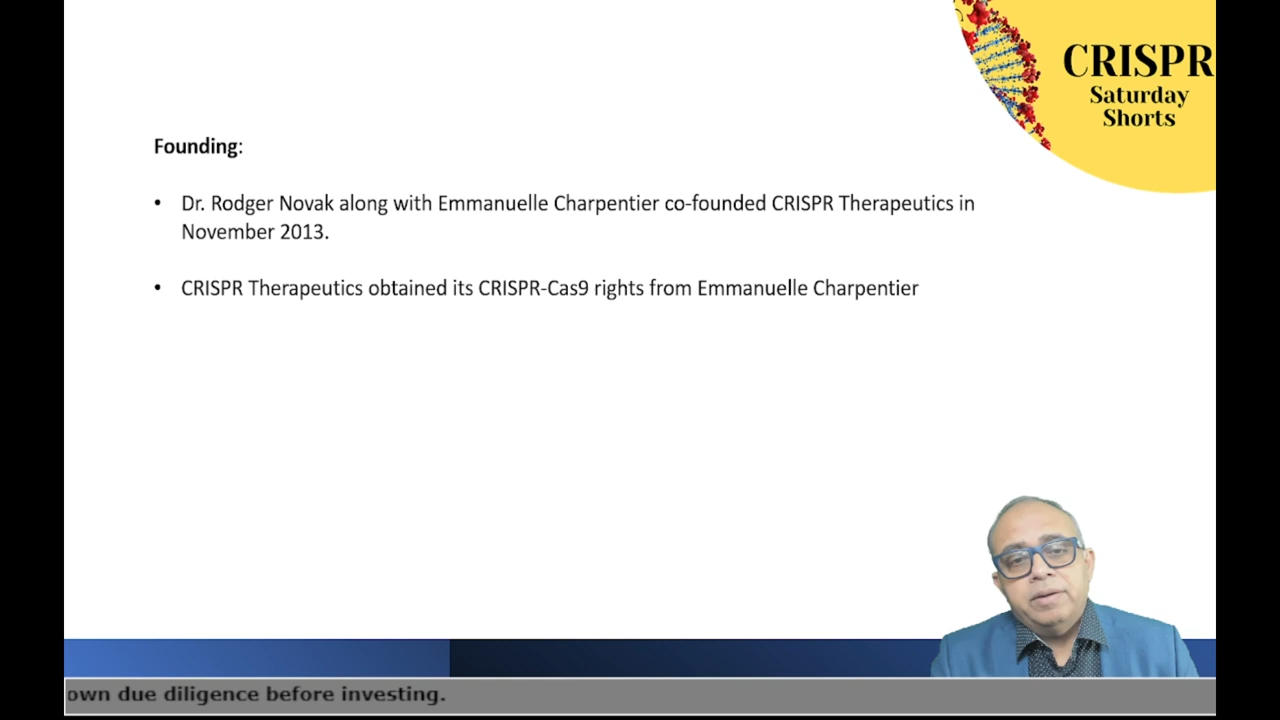 CRISPR
Saturday
Shorts
Founding:
• Dr. Rodger Novak along with Emmanuelle Charpentier co-founded CRISPR Therapeutics in
November 2013.
• CRISPR Therapeutics obtained its CRISPR-Cas9 rights from Emmanuelle Charpentier
own due diligence before investing.